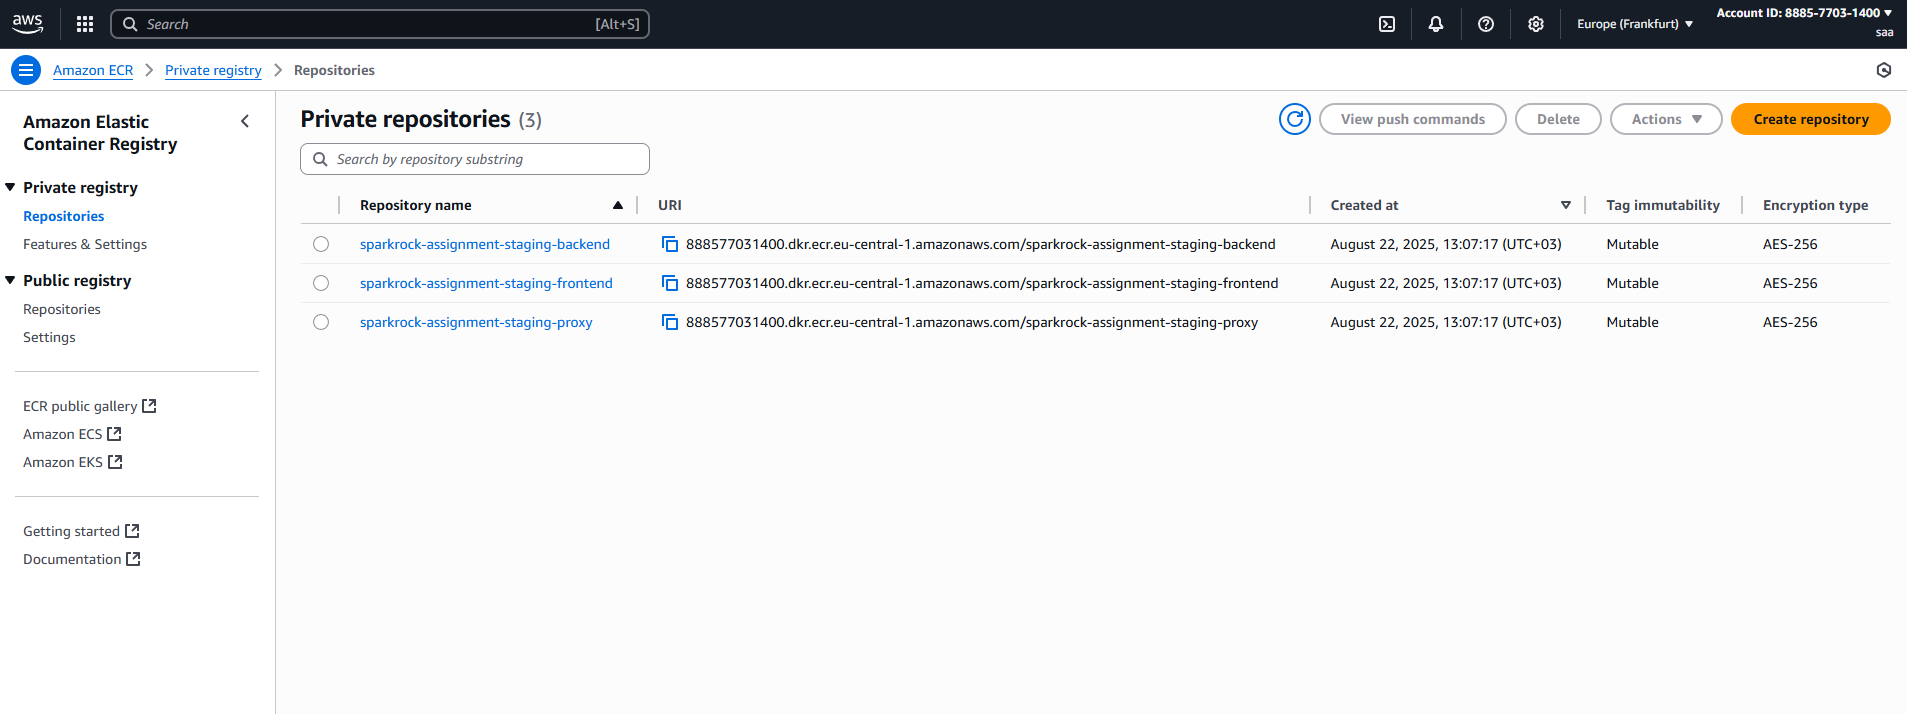 aws
Search [Alt+S]
Europe (Frankfurt)
Account ID: 8885-7703-1400
saa
Amazon ECR
Private registry
Repositories
Amazon Elastic
Container Registry
Private registry
Repositories
Features & Settings
Public registry
Repositories
Settings
ECR public gallery
Amazon ECS
Amazon EKS
Getting started
Documentation
Private repositories (3)
View push commands
Delete
Actions
Create repository
Search by repository substring
Repository name URI Created at Tag immutability Encryption type
sparkrock-assignment-staging-backend 888577031400.dkr.ecr.eu-central-1.amazonaws.com/sparkrock-assignment-staging-backend August 22, 2025, 13:07:17 (UTC+03) Mutable AES-256
sparkrock-assignment-staging-frontend 888577031400.dkr.ecr.eu-central-1.amazonaws.com/sparkrock-assignment-staging-frontend August 22, 2025, 13:07:17 (UTC+03) Mutable AES-256
sparkrock-assignment-staging-proxy 888577031400.dkr.ecr.eu-central-1.amazonaws.com/sparkrock-assignment-staging-proxy August 22, 2025, 13:07:17 (UTC+03) Mutable AES-256